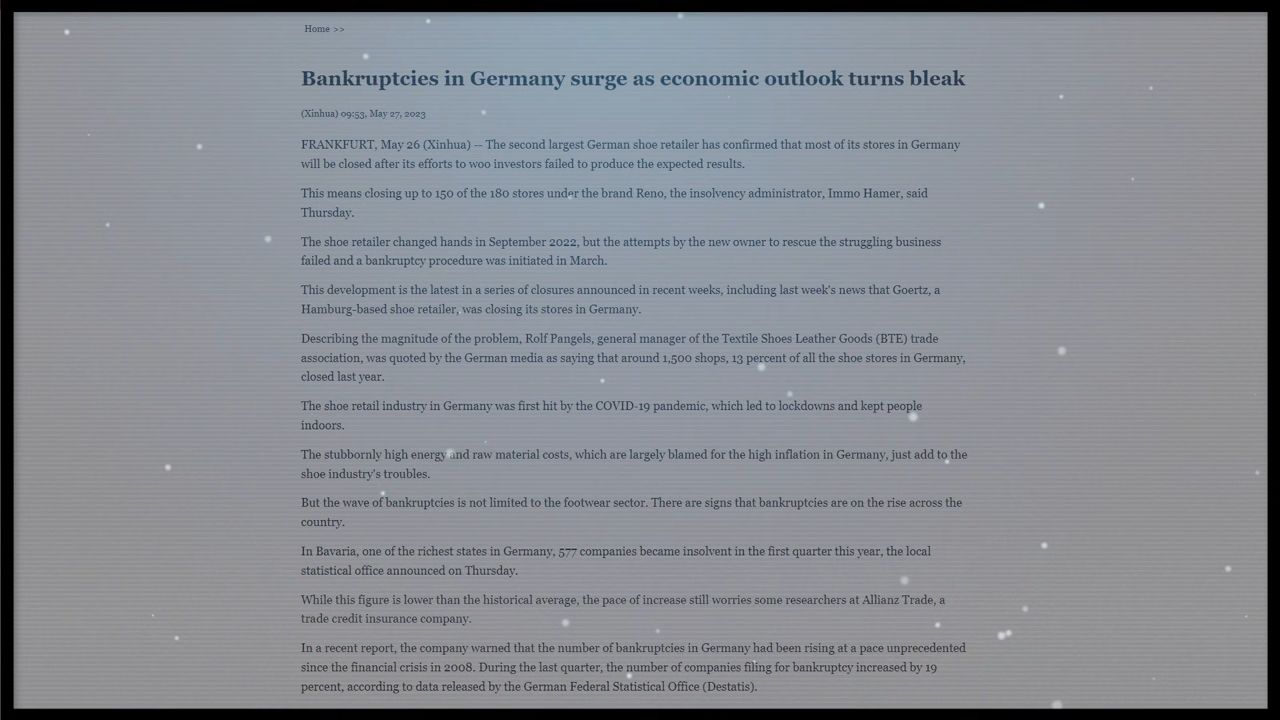 Home >>
Bankruptcies in Germany surge as economic outlook turns bleak
(Xinhua) 09:53, May 27, 2023
FRANKFURT, May 26 (Xinhua) -- The second largest German shoe retailer has confirmed that most of its stores in Germany
will be closed after its efforts to woo investors failed to produce the expected results.
This means closing up to 150 of the 180 stores under the brand Reno, the insolvency administrator, Immo Hamer, said
Thursday.
The shoe retailer changed hands in September 2022, but the attempts by the new owner to rescue the struggling business
failed and a bankruptcy procedure was initiated in March.
This development is the latest in a series of closures announced in recent weeks, including last week's news that Goertz, a
Hamburg-based shoe retailer, was closing its stores in Germany.
Describing the magnitude of the problem, Rolf Pangels, general manager of the Textile Shoes Leather Goods (BTE) trade
association, was quoted by the German media as saying that around 1,500 shops, 13 percent of all the shoe stores in Germany,
closed last year.
The shoe retail industry in Germany was first hit by the COVID-19 pandemic, which led to lockdowns and kept people
indoors.
The stubbornly high energy and raw material costs, which are largely blamed for the high inflation in Germany, just add to the
shoe industry's troubles.
But the wave of bankruptcies is not limited to the footwear sector. There are signs that bankruptcies are on the rise across the
country.
In Bavaria, one of the richest states in Germany, 577 companies became insolvent in the first quarter this year, the local
statistical office announced on Thursday.
While this figure is lower than the historical average, the pace of increase still worries some researchers at Allianz Trade, a
trade credit insurance company.
In a recent report, the company warned that the number of bankruptcies in Germany had been rising at a pace unprecedented
since the financial crisis in 2008. During the last quarter, the number of companies filing for bankruptcy increased by 19
percent, according to data released by the German Federal Statistical Office (Destatis).